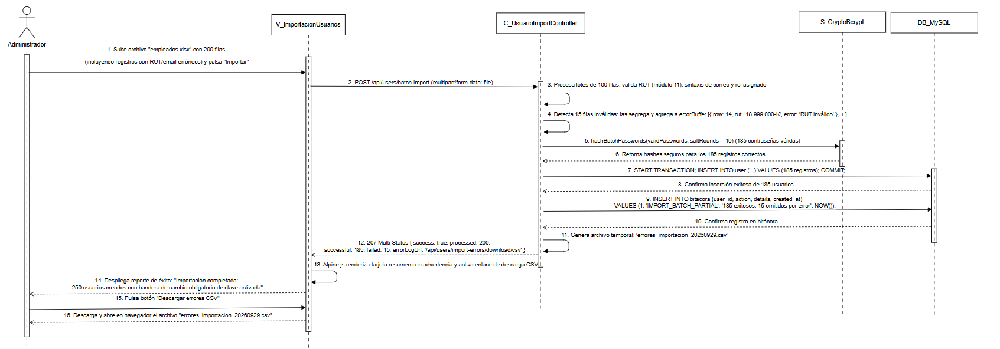 V_ImportacionUsuarios
C_UsuarioImportController
S_CryptoBcrypt
DB_MySQL
Administrador
1. Sube archivo "empleados.xlsx" con 200 filas
(incluyendo registros con RUT/email erróneos) y pulsa "Importar"
2. POST /api/users/batch-import (multipart/form-data: file)
3. Procesa lotes de 100 filas: valida RUT (módulo 11), sintaxis de correo y rol asignado
4. Detecta 15 filas inválidas: las segrega y agrega a errorBuffer [{ row: 14, rut: '18.999.000-K', error: 'RUT inválido' }, ...]
5. hashBatchPasswords(validPasswords, saltRounds = 10) (185 contraseñas válidas)
6. Retorna hashes seguros para los 185 registros correctos
7. START TRANSACTION; INSERT INTO user (...) VALUES (185 registros); COMMIT;
8. Confirma inserción exitosa de 185 usuarios
9. INSERT INTO bitacora (user_id, action, details, created_at)
VALUES (1, 'IMPORT_BATCH_PARTIAL', '185 exitosos, 15 omitidos por error', NOW());
10. Confirma registro en bitácora
11. Genera archivo temporal: 'errores_importacion_20260929.csv'
12. 207 Multi-Status { success: true, processed: 200,
successful: 185, failed: 15, errorLogUrl: '/api/users/import-errors/download/csv' }
13. Alpine.js renderiza tarjeta resumen con advertencia y activa enlace de descarga CSV
14. Despliega reporte de éxito: "Importación completada:
250 usuarios creados con bandera de cambio obligatorio de clave activada"
15. Pulsa botón "Descargar errores CSV"
16. Descarga y abre en navegador el archivo "errores_importacion_20260929.csv"